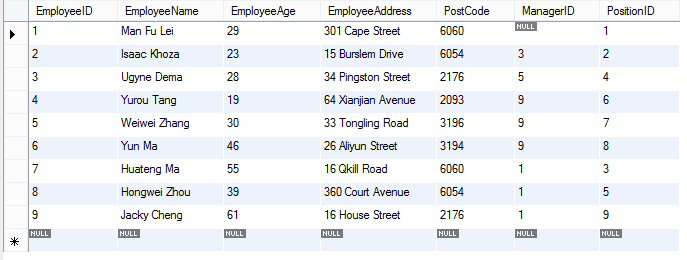 EmployeeID EmployeeName EmployeeAge EmployeeAddress PostCode ManagerID PositionID
1 Man Fu Lei 29 301 Cape Street 6060 NULL 1
2 Isaac Khoza 23 15 Burslem Drive 6054 3 2
3 Ugyne Dema 28 34 Pingston Street 2176 5 4
4 Yurou Tang 19 64 Xianjian Avenue 2093 9 6
5 Weiwei Zhang 30 33 Tongling Road 3196 9 7
6 Yun Ma 46 26 Aliyun Street 3194 9 8
7 Huateng Ma 55 16 Qkill Road 6060 1 3
8 Hongwei Zhou 39 360 Court Avenue 6054 1 5
9 Jacky Cheng 61 16 House Street 2176 1 9
NULL NULL NULL NULL NULL NULL NULL